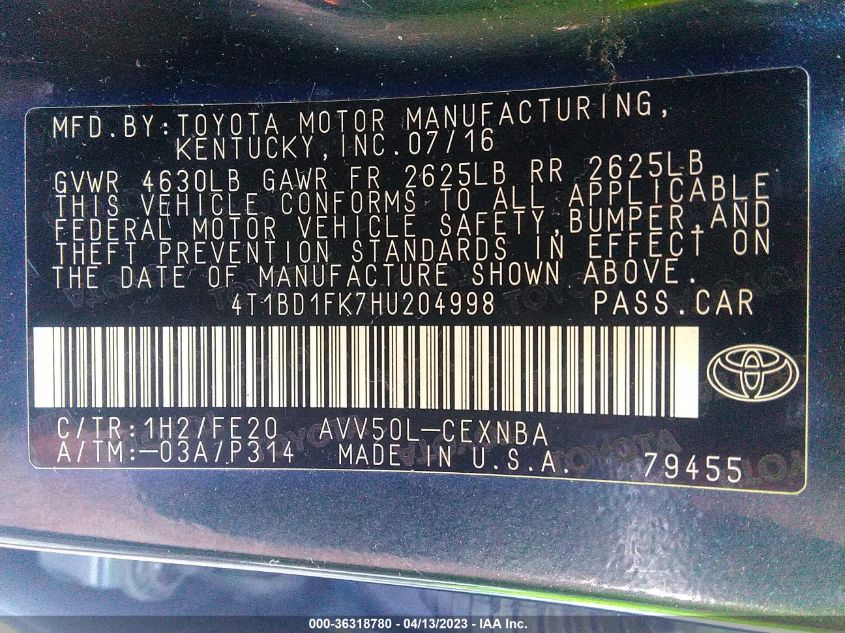 MFD.BY:TOYOTA MOTOR MANUFACTURING,
KENTUCKY,INC.07/16
GVWR 4630LB GAWR FR 2625LB RR 2625LB
THIS VEHICLE CONFORMS TO ALL APPLICABLE
FEDERAL MOTOR VEHICLE SAFETY,BUMPER,AND
THEFT PREVENTION STANDARDS IN EFFECT ON
THE DATE OF MANUFACTURE SHOWN ABOVE.
4T1BD1FK7HU204998 PASS.CAR
C/TR:1H2/FE20 AVV50L-CEXNBA
A/TM:-03A/P314 MADE IN U.S.A. 79455
000-36318780 - 04/13/2023 - IAA Inc.